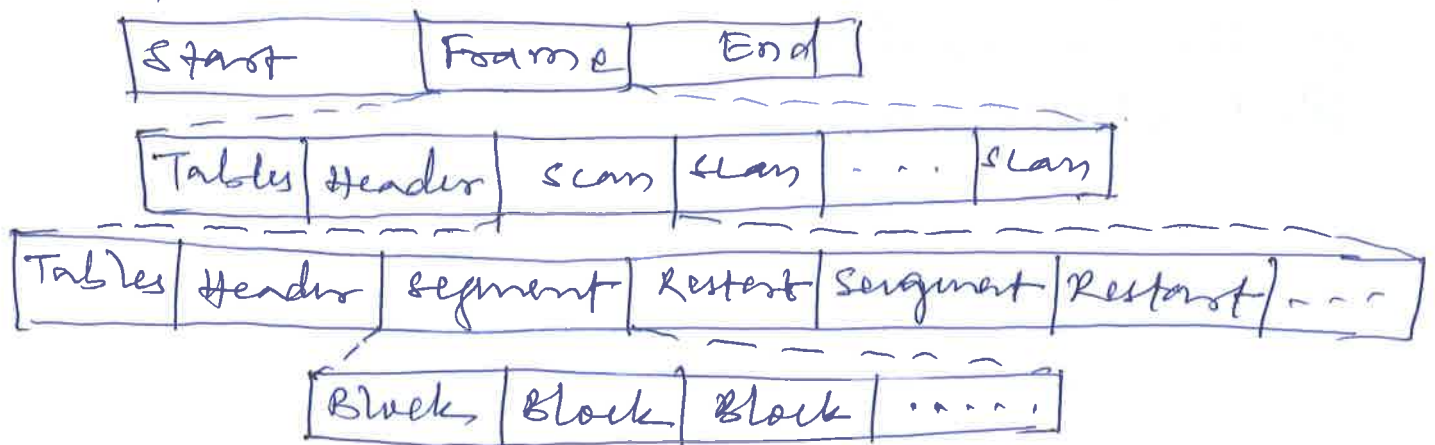 Start Frame End
Tables Header Scan Scan . . . Scan
Tables Header Segment Restart Segment Restart ...
Block Block Block .....